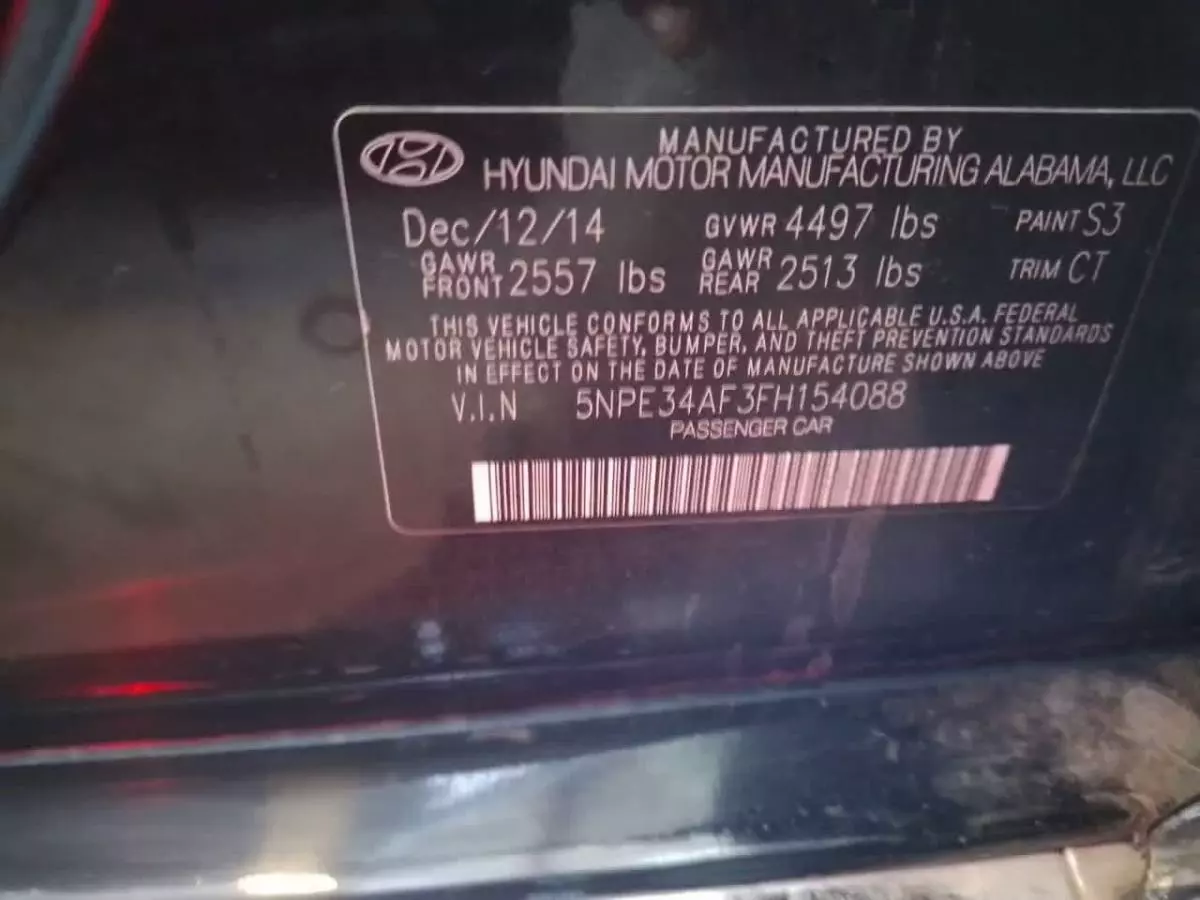 MANUFACTURED BY
HYUNDAI MOTOR MANUFACTURING ALABAMA, LLC
Dec/12/14 GVWR 4497 lbs PAINT S3
GAWR FRONT 2557 lbs GAWR REAR 2513 lbs TRIM CT
THIS VEHICLE CONFORMS TO ALL APPLICABLE U.S.A. FEDERAL
MOTOR VEHICLE SAFETY, BUMPER, AND THEFT PREVENTION STANDARDS
IN EFFECT ON THE DATE OF MANUFACTURE SHOWN ABOVE
V.I.N 5NPE34AF3FH154088
PASSENGER CAR